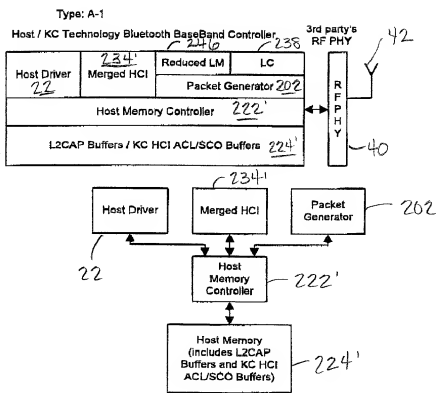 Type: A-1
Host / KC Technology Bluetooth BaseBand Controller
3rd party's
RF PHY
246
238
42
234'
Reduced LM
LC
Host Driver
22
Merged HCI
Packet Generator 202
RF PHY
Host Memory Controller 222'
L2CAP Buffers / KC HCI ACL/SCO Buffers 224'
40
234'
Host Driver
Merged HCI
Packet
Generator
202
22
Host
Memory
Controller
222'
Host Memory
(includes L2CAP
Buffers and KC HCI
ACL/SCO Buffers)
224'